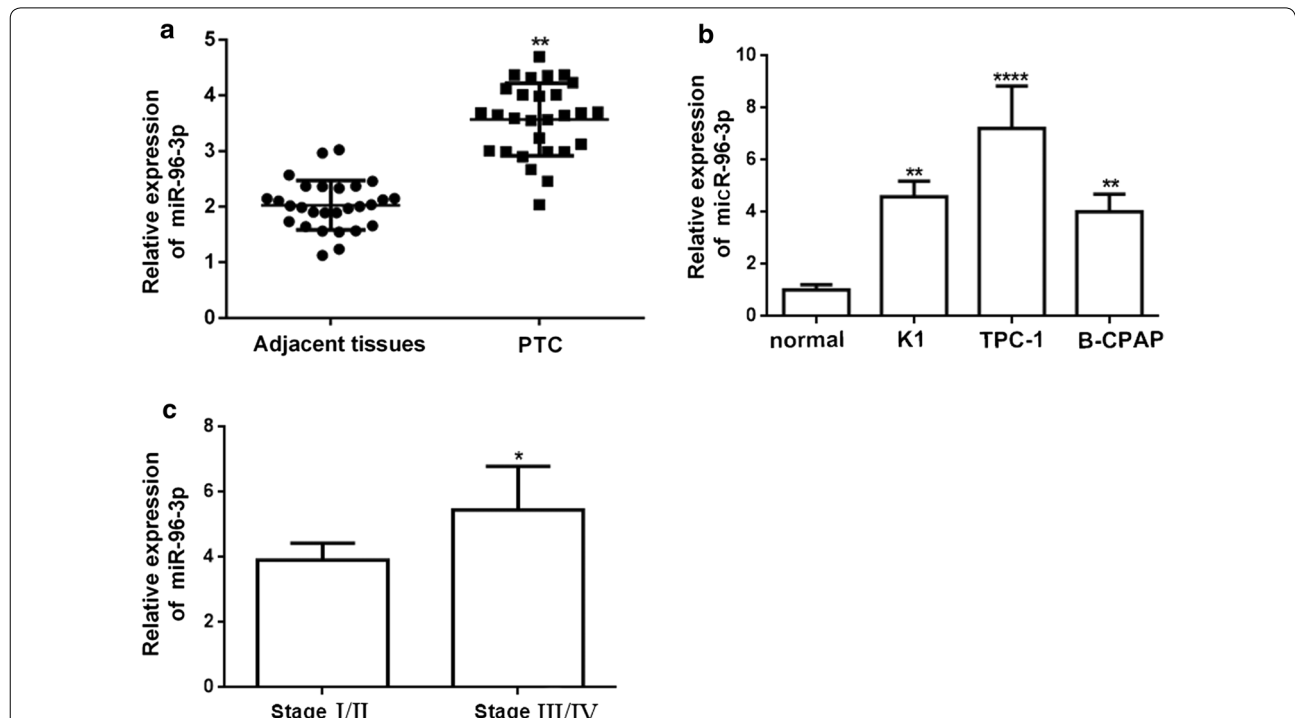 a
Relative expression
of miR-96-3p
5
4
3
2
1
0
**
Adjacent tissues
PTC
b
Relative expression
of micR-96-3p
10
8
6
4
2
0
**
****
**
normal
K1
TPC-1
B-CPAP
c
Relative expression
of miR-96-3p
8
6
4
2
0
*
Stage I/II
Stage III/IV